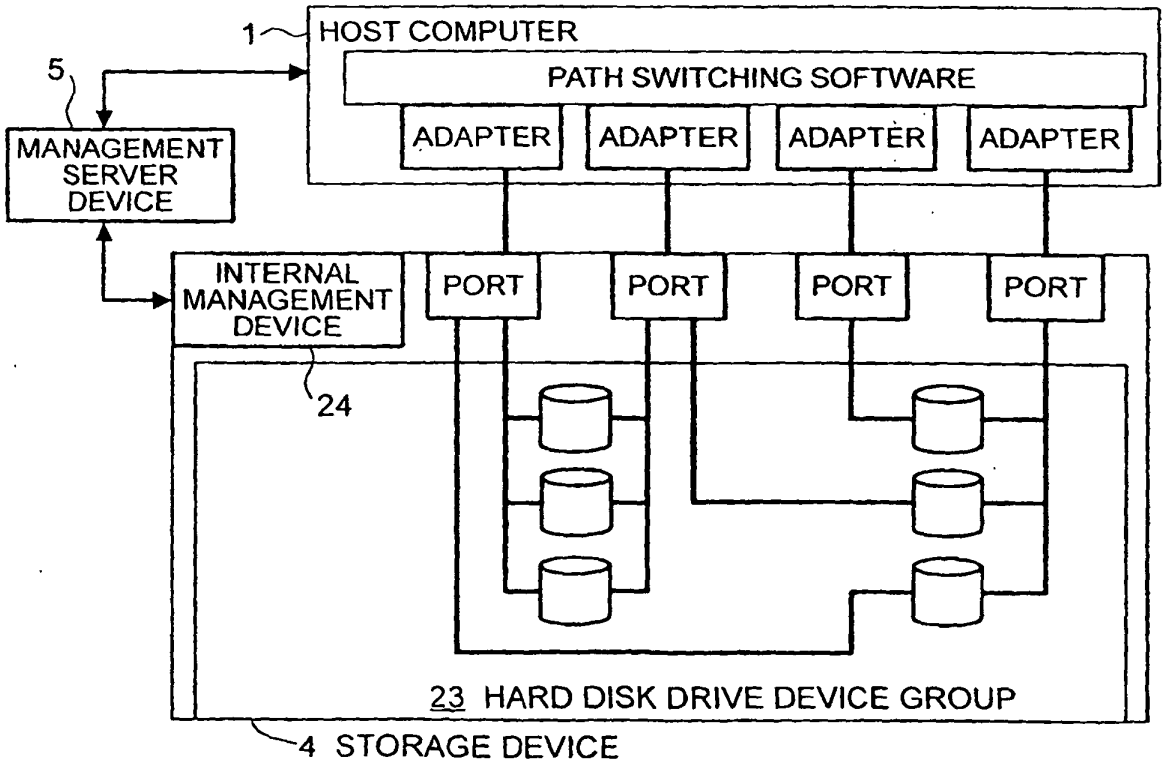 1 HOST COMPUTER
PATH SWITCHING SOFTWARE
5
ADAPTER ADAPTER ADAPTER ADAPTER
MANAGEMENT
SERVER
DEVICE
INTERNAL
MANAGEMENT
DEVICE
PORT PORT PORT PORT
24
23 HARD DISK DRIVE DEVICE GROUP
4 STORAGE DEVICE